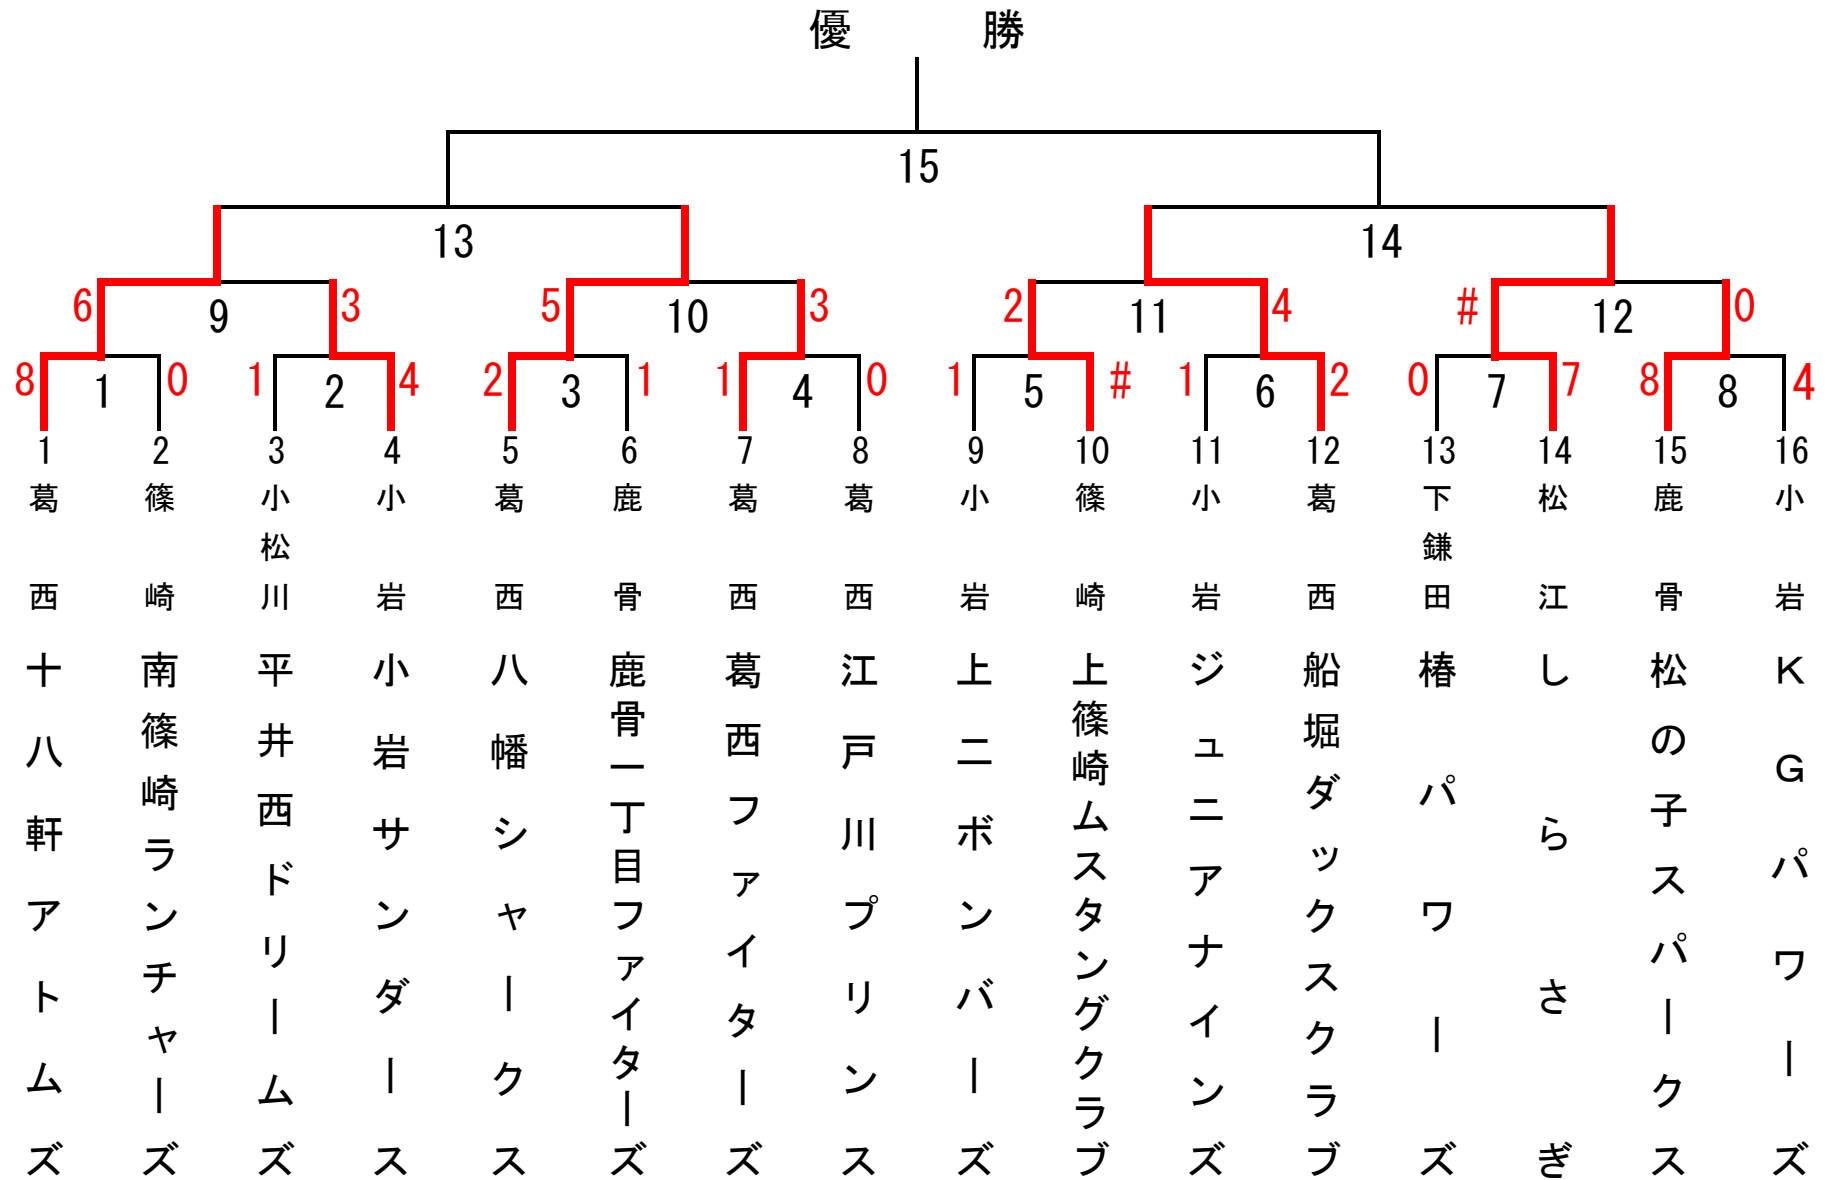 優　勝
15
13 14
6 9 3 5 10 3 2 11 4 # 12 0
8 1 0 1 2 4 2 3 1 1 4 0 1 5 # 1 6 2 0 7 7 8 8 4
1 2 3 4 5 6 7 8 9 10 11 12 13 14 15 16
葛西
十八軒アトムズ
篠崎
南篠崎ランチャーズ
小松川
平井西ドリームズ
小岩
小岩サンダース
葛西
八幡シャークス
鹿骨
鹿骨一丁目ファイターズ
葛西
葛西ファイターズ
葛西
江戸川プリンス
小岩
上一色ボンバーズ
篠崎
上篠崎ムスタングクラブ
小岩
ジュニアナインズ
葛西
船堀ダックスクラブ
下鎌田
椿パワーズ
松江
しらさぎ
鹿骨
松の子スパークス
小岩
ＫＧパワーズ